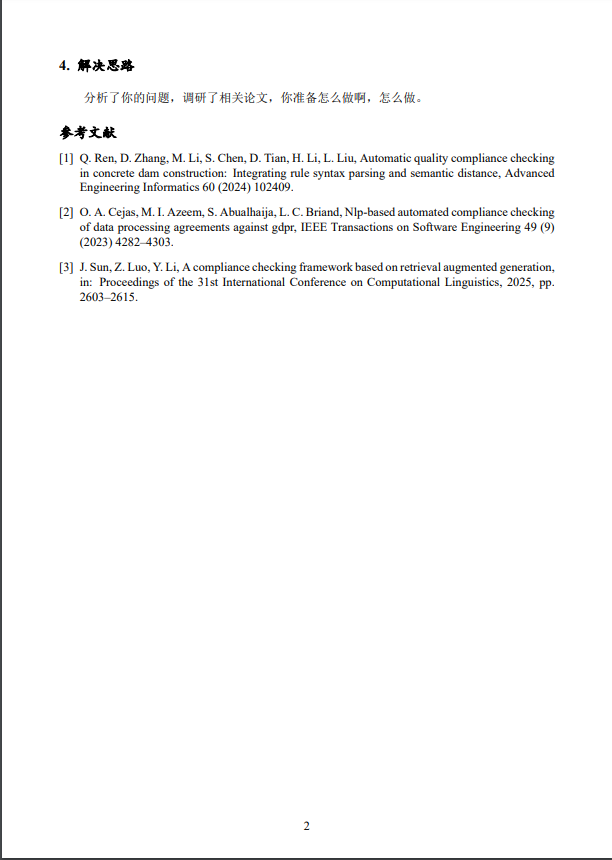 4. 解决思路
分析了你的问题，调研了相关论文，你准备怎么做啊，怎么做。
参考文献
[1] Q. Ren, D. Zhang, M. Li, S. Chen, D. Tian, H. Li, L. Liu, Automatic quality compliance checking
in concrete dam construction: Integrating rule syntax parsing and semantic distance, Advanced
Engineering Informatics 60 (2024) 102409.
[2] O. A. Cejas, M. I. Azeem, S. Abualhaija, L. C. Briand, Nlp-based automated compliance checking
of data processing agreements against gdpr, IEEE Transactions on Software Engineering 49 (9)
(2023) 4282–4303.
[3] J. Sun, Z. Luo, Y. Li, A compliance checking framework based on retrieval augmented generation,
in: Proceedings of the 31st International Conference on Computational Linguistics, 2025, pp.
2603–2615.
2